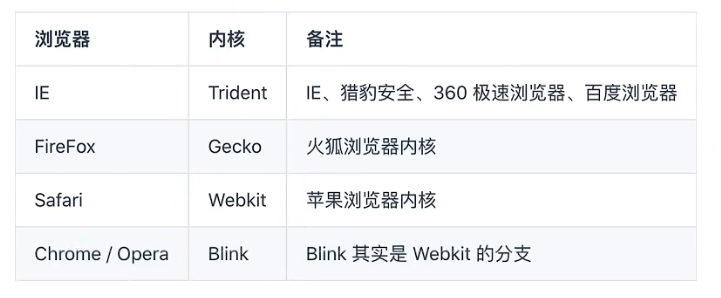 浏览器 内核 备注
IE Trident IE、猎豹安全、360 极速浏览器、百度浏览器
FireFox Gecko 火狐浏览器内核
Safari Webkit 苹果浏览器内核
Chrome / Opera Blink Blink 其实是 Webkit 的分支